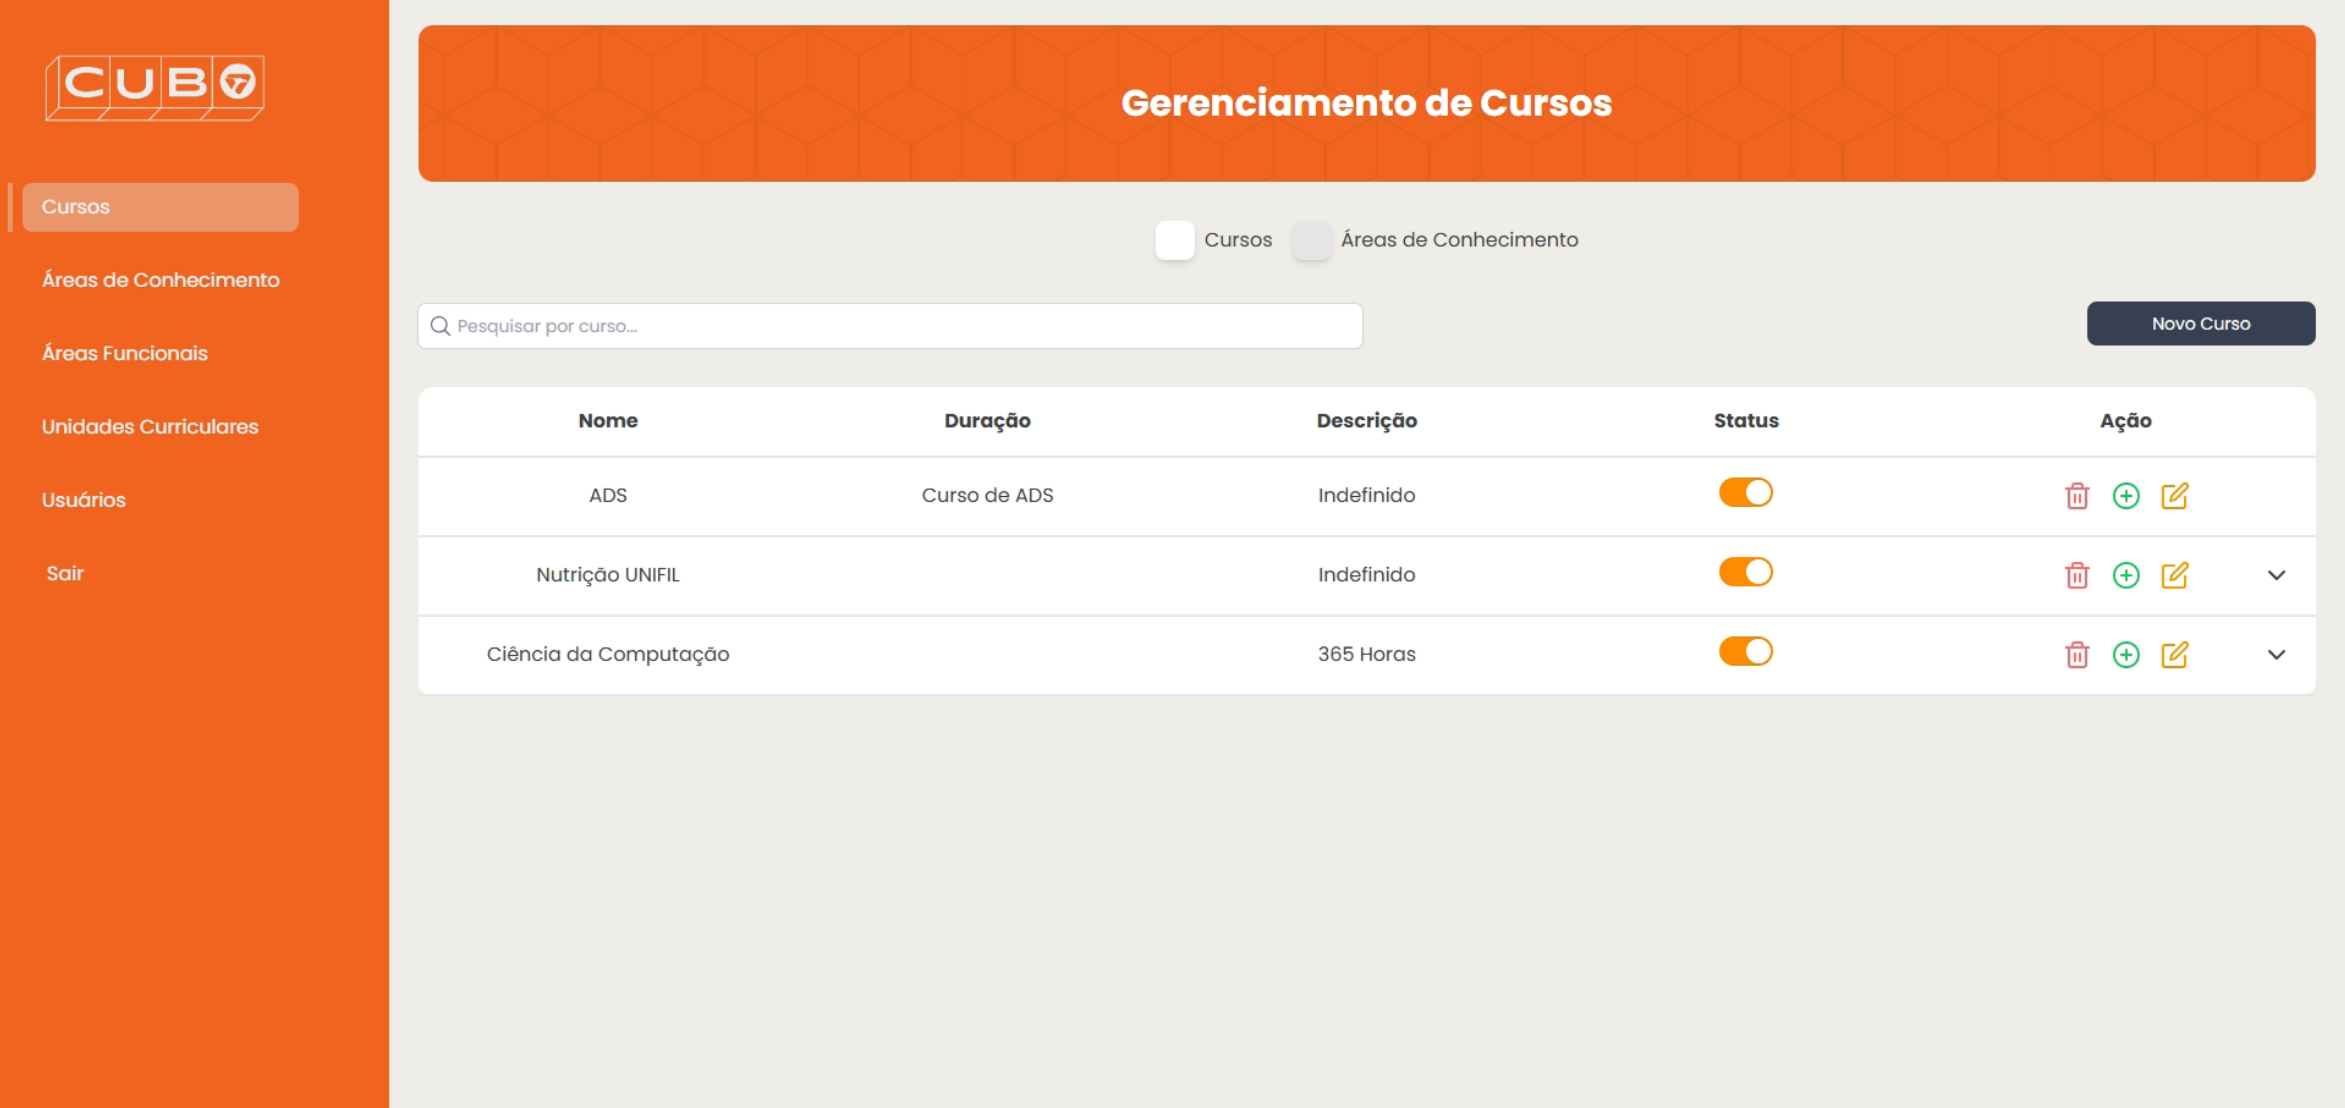 CUBO
Cursos
Áreas de Conhecimento
Áreas Funcionais
Unidades Curriculares
Usuários
Sair
Gerenciamento de Cursos
Cursos Áreas de Conhecimento
Pesquisar por curso...
Novo Curso
Nome Duração Descrição Status Ação
ADS Curso de ADS Indefinido
Nutrição UNIFIL Indefinido
Ciência da Computação 365 Horas